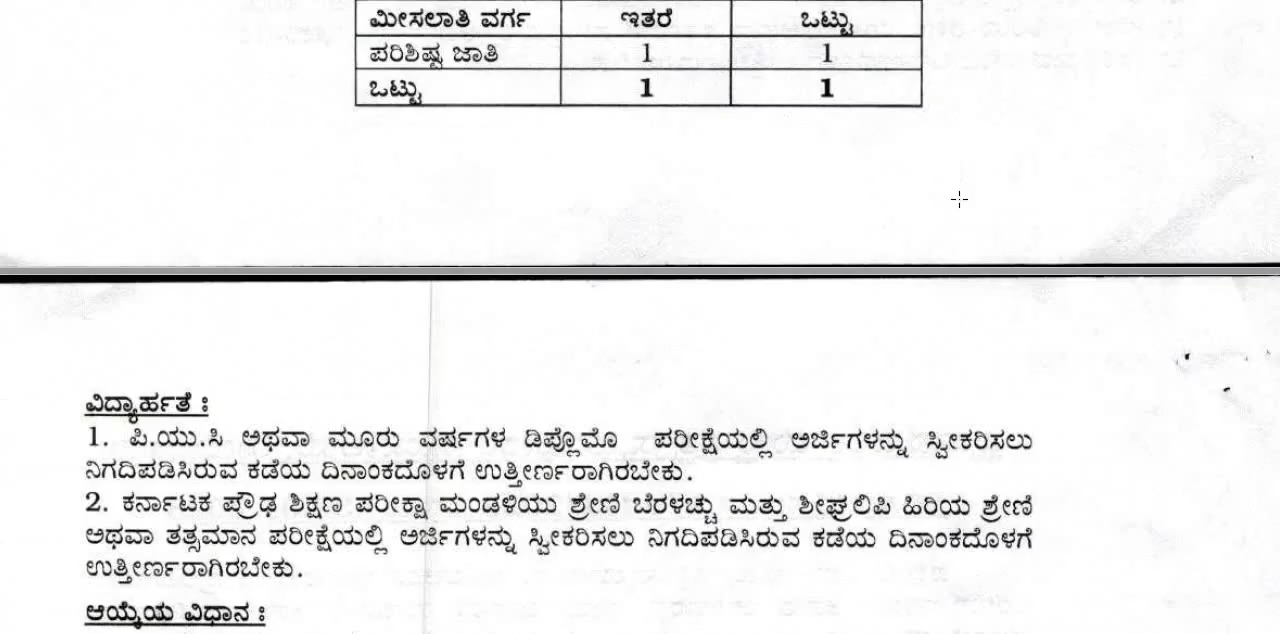 ಮೀಸಲಾತಿ ವರ್ಗ ಇತರೆ ಒಟ್ಟು
ಪರಿಶಿಷ್ಟ ಜಾತಿ 1 1
ಒಟ್ಟು 1 1
ವಿದ್ಯಾರ್ಹತೆ :
1. ಪಿ.ಯು.ಸಿ ಅಥವಾ ಮೂರು ವರ್ಷಗಳ ಡಿಪ್ಲೊಮೊ ಪರೀಕ್ಷೆಯಲ್ಲಿ ಅರ್ಜಿಗಳನ್ನು ಸ್ವೀಕರಿಸಲು
ನಿಗದಿಪಡಿಸಿರುವ ಕಡೆಯ ದಿನಾಂಕದೊಳಗೆ ಉತ್ತೀರ್ಣರಾಗಿರಬೇಕು.
2. ಕರ್ನಾಟಕ ಪ್ರೌಢ ಶಿಕ್ಷಣ ಪರೀಕ್ಷಾ ಮಂಡಳಿಯು ಶ್ರೇಣಿ ಬೆರಳಚ್ಚು ಮತ್ತು ಶೀಘ್ರಲಿಪಿ ಹಿರಿಯ ಶ್ರೇಣಿ
ಅಥವಾ ತತ್ಸಮಾನ ಪರೀಕ್ಷೆಯಲ್ಲಿ ಅರ್ಜಿಗಳನ್ನು ಸ್ವೀಕರಿಸಲು ನಿಗದಿಪಡಿಸಿರುವ ಕಡೆಯ ದಿನಾಂಕದೊಳಗೆ
ಉತ್ತೀರ್ಣರಾಗಿರಬೇಕು.
ಆಯ್ಕೆಯ ವಿಧಾನ :